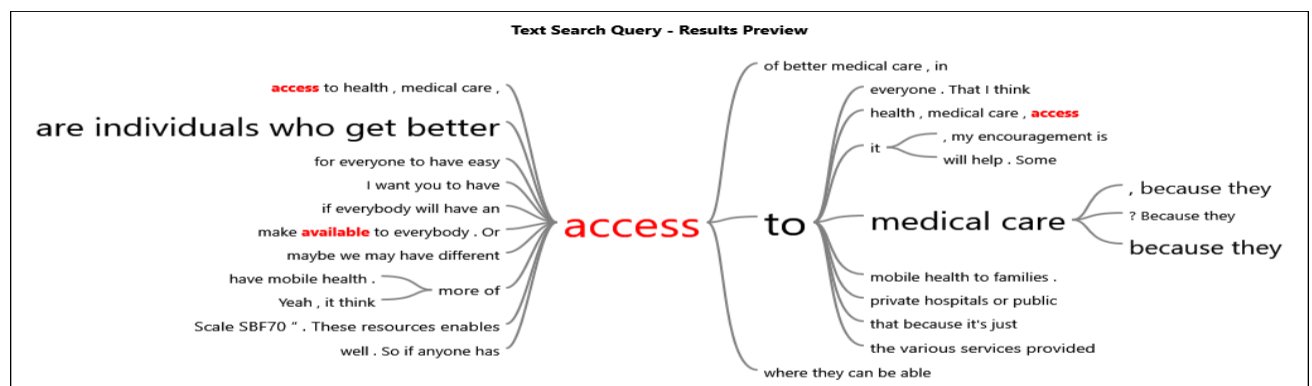 Text Search Query - Results Preview
access to health , medical care ,
are individuals who get better
for everyone to have easy
I want you to have
if everybody will have an
make available to everybody . Or
maybe we may have different
have mobile health .
Yeah , it think
more of
Scale SBF70 “ . These resources enables
well . So if anyone has
access
of better medical care , in
to
everyone . That I think
health , medical care , access
it
, my encouragement is
will help . Some
medical care
, because they
? Because they
because they
mobile health to families .
private hospitals or public
that because it's just
the various services provided
where they can be able